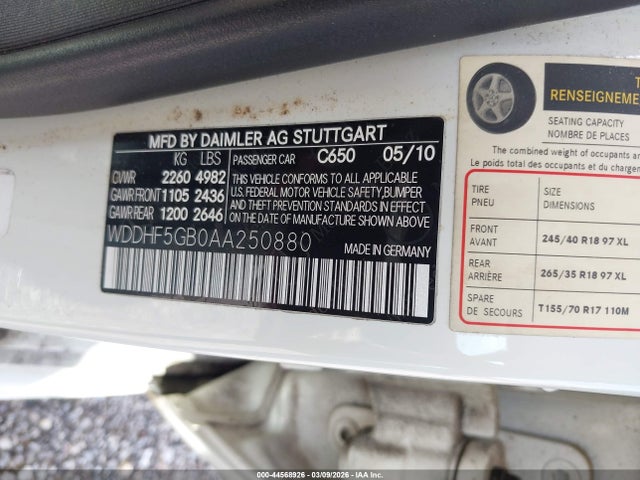 MFD BY DAIMLER AG STUTTGART
KG LBS PASSENGER CAR C650 05/10
GVWR 2260 4982 THIS VEHICLE CONFORMS TO ALL APPLICABLE
GAWR FRONT 1105 2436 U.S. FEDERAL MOTOR VEHICLE SAFETY, BUMPER
GAWR REAR 1200 2646 AND THEFT PREVENTION STANDARDS IN EFFECT
ON THE DATE OF MANUFACTURE SHOWN ABOVE.
WDDHF5GB0AA250880 MADE IN GERMANY
RENSEIGNEME
SEATING CAPACITY
NOMBRE DE PLACES
The combined weight of occupants an
Le poids total des occupants et du charge
TIRE SIZE
PNEU DIMENSIONS
FRONT
AVANT 245/40 R18 97 XL
REAR
ARRIÈRE 265/35 R18 97 XL
SPARE
DE SECOURS T155/70 R17 110M
000-44568926 - 03/09/2026 - IAA Inc.